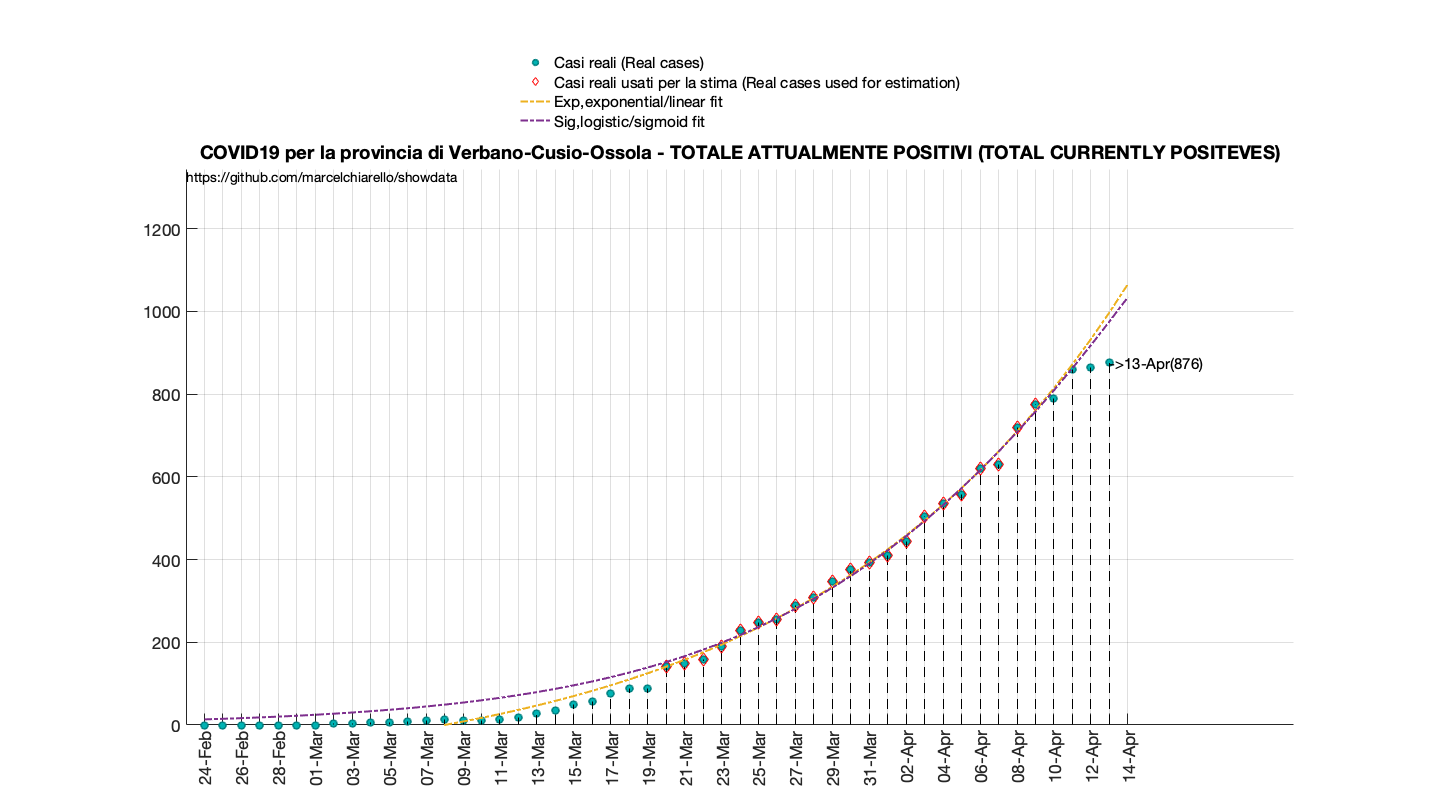 Casi reali (Real cases)
Casi reali usati per la stima (Real cases used for estimation)
Exp,exponential/linear fit
Sig,logistic/sigmoid fit
COVID19 per la provincia di Verbano-Cusio-Ossola - TOTALE ATTUALMENTE POSITIVI (TOTAL CURRENTLY POSITEVES)
https://github.com/marcelchiarello/showdata
1200
1000
800
600
400
200
0
->13-Apr(876)
24-Feb
26-Feb
28-Feb
01-Mar
03-Mar
05-Mar
07-Mar
09-Mar
11-Mar
13-Mar
15-Mar
17-Mar
19-Mar
21-Mar
23-Mar
25-Mar
27-Mar
29-Mar
31-Mar
02-Apr
04-Apr
06-Apr
08-Apr
10-Apr
12-Apr
14-Apr